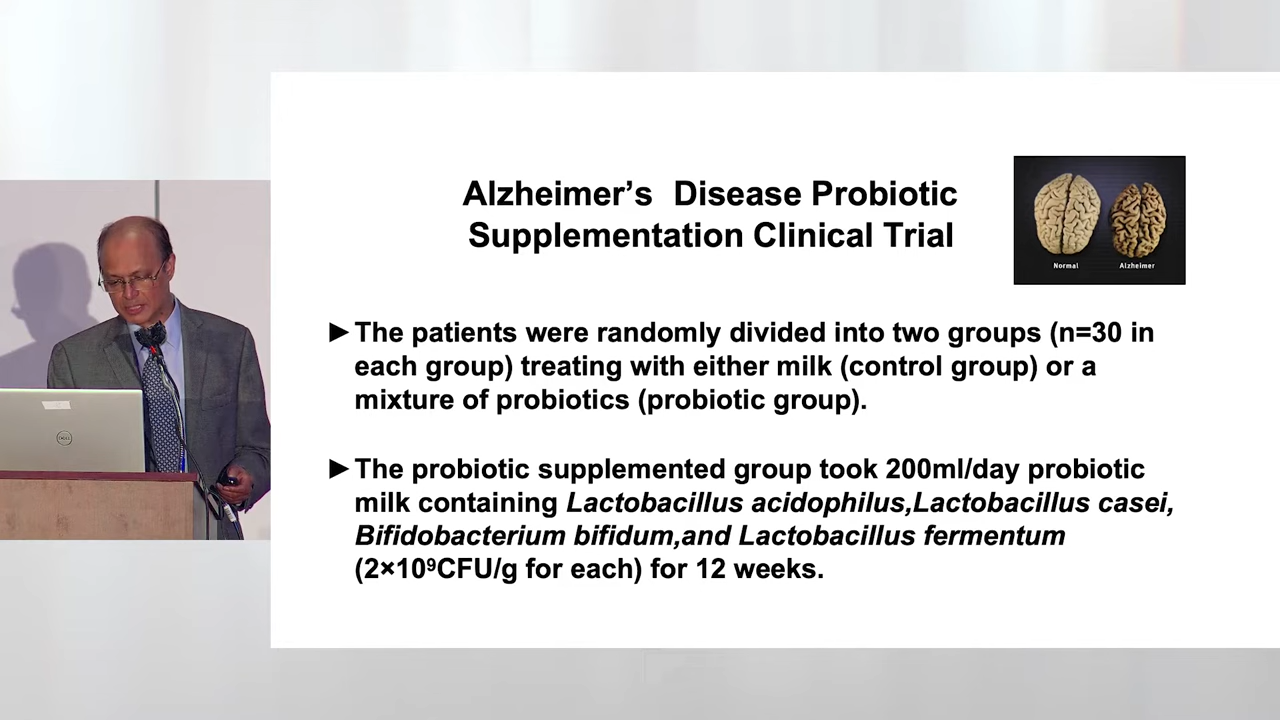 Alzheimer’s  Disease Probiotic
Supplementation Clinical Trial
Normal
Alzheimer
►The patients were randomly divided into two groups (n=30 in
each group) treating with either milk (control group) or a
mixture of probiotics (probiotic group).
►The probiotic supplemented group took 200ml/day probiotic
milk containing Lactobacillus acidophilus,Lactobacillus casei,
Bifidobacterium bifidum,and Lactobacillus fermentum
(2×10⁹CFU/g for each) for 12 weeks.
DELL